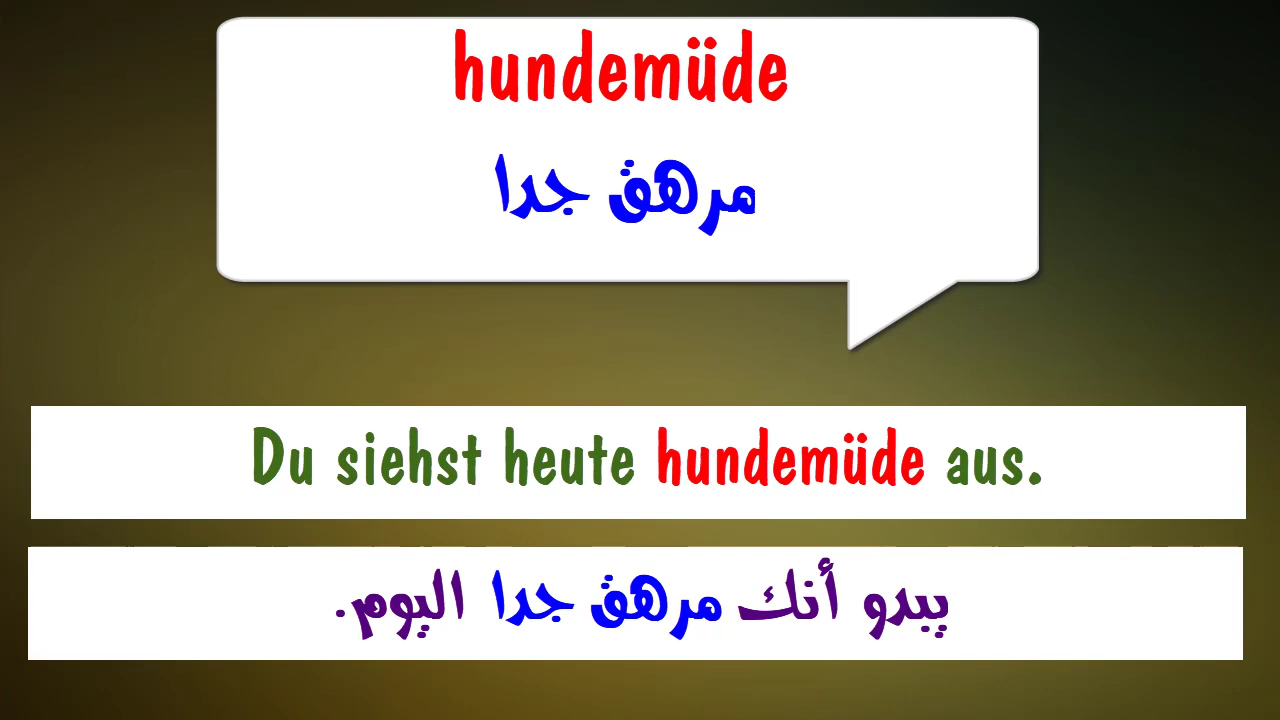 hundemüde
مرهق جدا
Du siehst heute hundemüde aus.
يبدو أنك مرهق جدا اليوم.